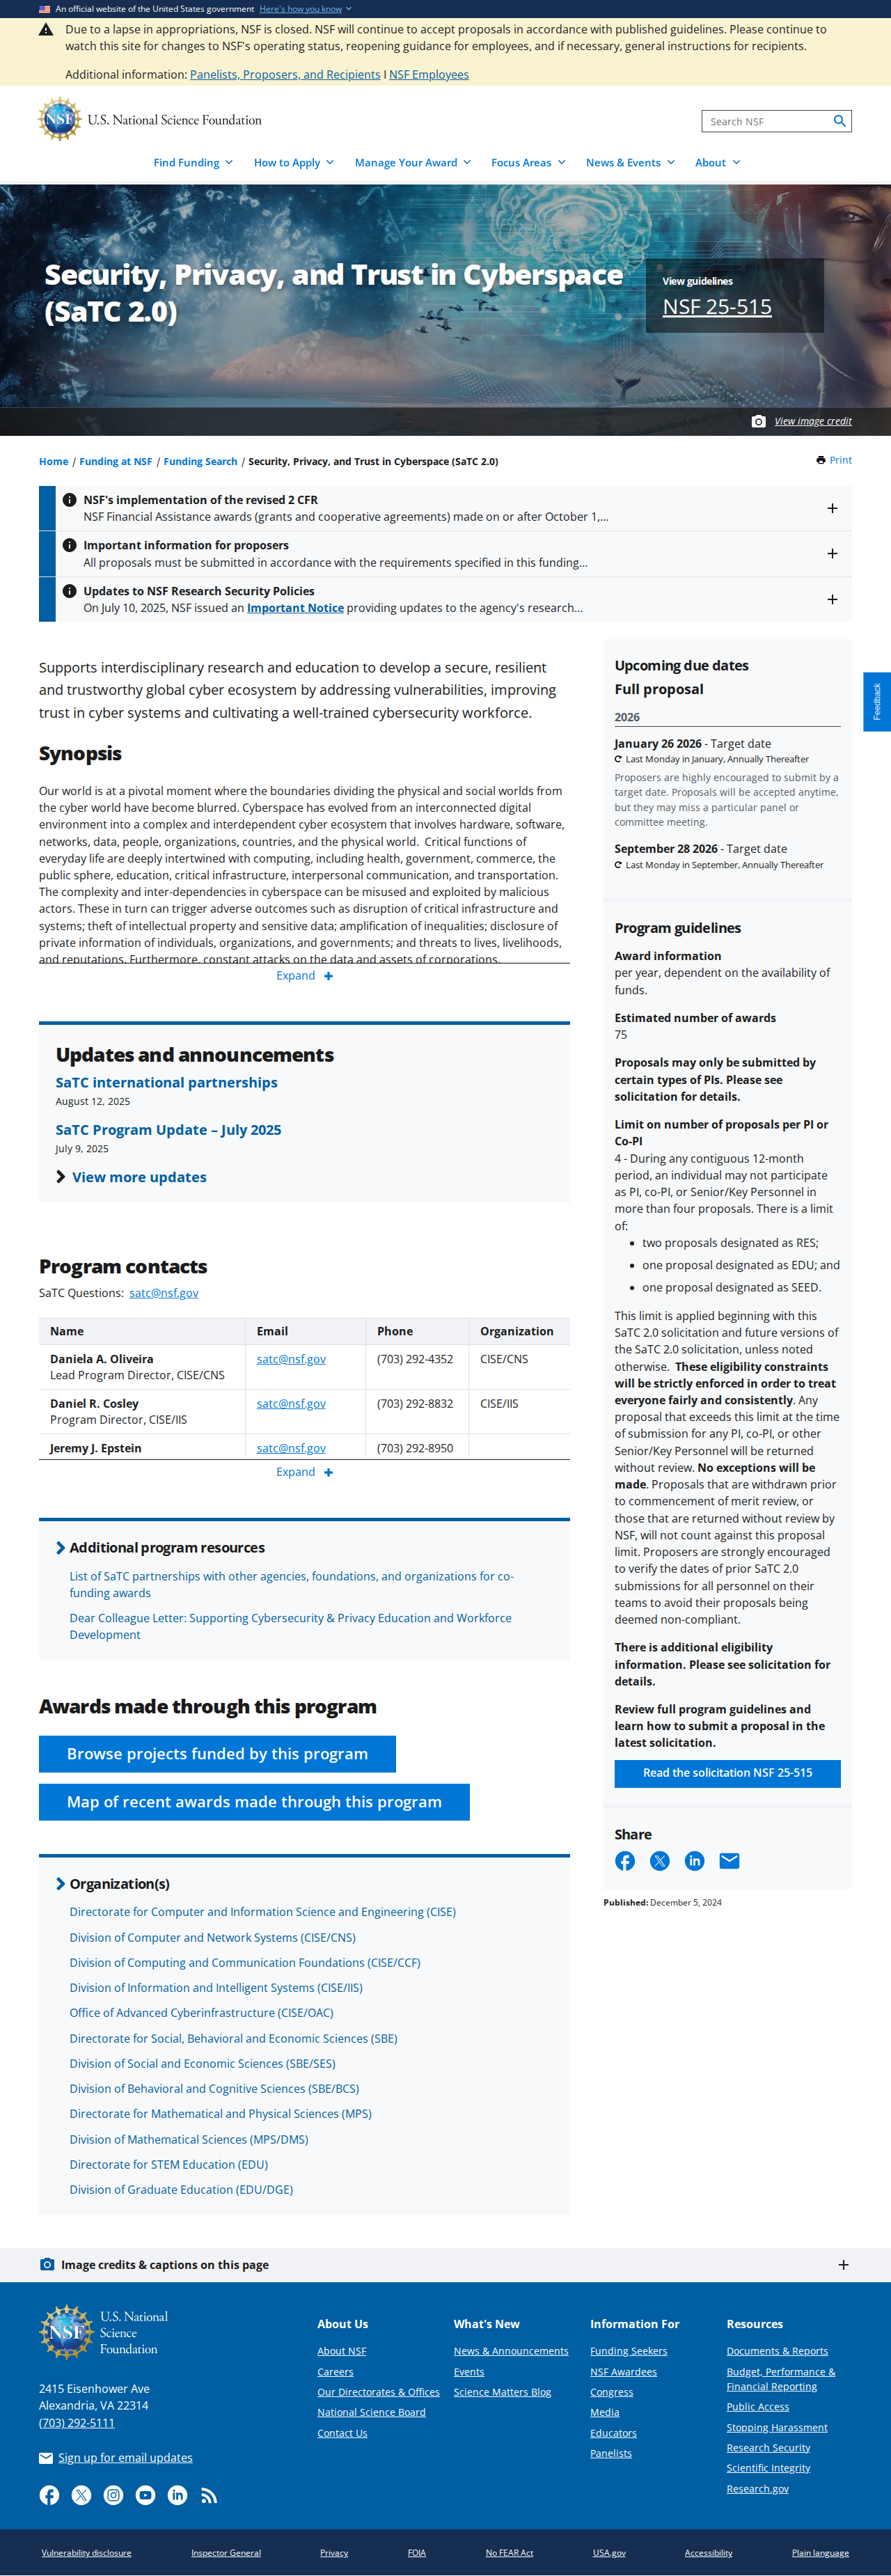 An official website of the United States government Here's how you know
Due to a lapse in appropriations, NSF is closed. NSF will continue to accept proposals in accordance with published guidelines. Please continue to
watch this site for changes to NSF's operating status, reopening guidance for employees, and if necessary, general instructions for recipients.
Additional information: Panelists, Proposers, and Recipients I NSF Employees
NSF U.S. National Science Foundation
Search NSF
Find Funding How to Apply Manage Your Award Focus Areas News & Events About
Security, Privacy, and Trust in Cyberspace
(SaTC 2.0)
View guidelines
NSF 25-515
View image credit
Home / Funding at NSF / Funding Search / Security, Privacy, and Trust in Cyberspace (SaTC 2.0)
Print
NSF's implementation of the revised 2 CFR
NSF Financial Assistance awards (grants and cooperative agreements) made on or after October 1,...
Important information for proposers
All proposals must be submitted in accordance with the requirements specified in this funding...
Updates to NSF Research Security Policies
On July 10, 2025, NSF issued an Important Notice providing updates to the agency's research...
Supports interdisciplinary research and education to develop a secure, resilient
and trustworthy global cyber ecosystem by addressing vulnerabilities, improving
trust in cyber systems and cultivating a well-trained cybersecurity workforce.
Synopsis
Our world is at a pivotal moment where the boundaries dividing the physical and social worlds from
the cyber world have become blurred. Cyberspace has evolved from an interconnected digital
environment into a complex and interdependent cyber ecosystem that involves hardware, software,
networks, data, people, organizations, countries, and the physical world. Critical functions of
everyday life are deeply intertwined with computing, including health, government, commerce, the
public sphere, education, critical infrastructure, interpersonal communication, and transportation.
The complexity and inter-dependencies in cyberspace can be misused and exploited by malicious
actors. These in turn can trigger adverse outcomes such as disruption of critical infrastructure and
systems; theft of intellectual property and sensitive data; amplification of inequalities; disclosure of
private information of individuals, organizations, and governments; and threats to lives, livelihoods,
and reputations. Furthermore, constant attacks on the data and assets of corporations,
Expand
Updates and announcements
SaTC international partnerships
August 12, 2025
SaTC Program Update – July 2025
July 9, 2025
View more updates
Program contacts
SaTC Questions: satc@nsf.gov
Name Email Phone Organization
Daniela A. Oliveira satc@nsf.gov (703) 292-4352 CISE/CNS
Lead Program Director, CISE/CNS
Daniel R. Cosley satc@nsf.gov (703) 292-8832 CISE/IIS
Program Director, CISE/IIS
Jeremy J. Epstein satc@nsf.gov (703) 292-8950
Expand
Additional program resources
List of SaTC partnerships with other agencies, foundations, and organizations for co-
funding awards
Dear Colleague Letter: Supporting Cybersecurity & Privacy Education and Workforce
Development
Awards made through this program
Browse projects funded by this program
Map of recent awards made through this program
Organization(s)
Directorate for Computer and Information Science and Engineering (CISE)
Division of Computer and Network Systems (CISE/CNS)
Division of Computing and Communication Foundations (CISE/CCF)
Division of Information and Intelligent Systems (CISE/IIS)
Office of Advanced Cyberinfrastructure (CISE/OAC)
Directorate for Social, Behavioral and Economic Sciences (SBE)
Division of Social and Economic Sciences (SBE/SES)
Division of Behavioral and Cognitive Sciences (SBE/BCS)
Directorate for Mathematical and Physical Sciences (MPS)
Division of Mathematical Sciences (MPS/DMS)
Directorate for STEM Education (EDU)
Division of Graduate Education (EDU/DGE)
Upcoming due dates
Full proposal
2026
January 26 2026 - Target date
Last Monday in January, Annually Thereafter
Proposers are highly encouraged to submit by a
target date. Proposals will be accepted anytime,
but they may miss a particular panel or
committee meeting.
September 28 2026 - Target date
Last Monday in September, Annually Thereafter
Feedback
Program guidelines
Award information
per year, dependent on the availability of
funds.
Estimated number of awards
75
Proposals may only be submitted by
certain types of PIs. Please see
solicitation for details.
Limit on number of proposals per PI or
Co-PI
4 - During any contiguous 12-month
period, an individual may not participate
as PI, co-PI, or Senior/Key Personnel in
more than four proposals. There is a limit
of:
• two proposals designated as RES;
• one proposal designated as EDU; and
• one proposal designated as SEED.
This limit is applied beginning with this
SaTC 2.0 solicitation and future versions of
the SaTC 2.0 solicitation, unless noted
otherwise. These eligibility constraints
will be strictly enforced in order to treat
everyone fairly and consistently. Any
proposal that exceeds this limit at the time
of submission for any PI, co-PI, or other
Senior/Key Personnel will be returned
without review. No exceptions will be
made. Proposals that are withdrawn prior
to commencement of merit review, or
those that are returned without review by
NSF, will not count against this proposal
limit. Proposers are strongly encouraged
to verify the dates of prior SaTC 2.0
submissions for all personnel on their
teams to avoid their proposals being
deemed non-compliant.
There is additional eligibility
information. Please see solicitation for
details.
Review full program guidelines and
learn how to submit a proposal in the
latest solicitation.
Read the solicitation NSF 25-515
Share
Published: December 5, 2024
Image credits & captions on this page
NSF
U.S. National
Science
Foundation
2415 Eisenhower Ave
Alexandria, VA 22314
(703) 292-5111
Sign up for email updates
About Us
About NSF
Careers
Our Directorates & Offices
National Science Board
Contact Us
What's New
News & Announcements
Events
Science Matters Blog
Information For
Funding Seekers
NSF Awardees
Congress
Media
Educators
Panelists
Resources
Documents & Reports
Budget, Performance &
Financial Reporting
Public Access
Stopping Harassment
Research Security
Scientific Integrity
Research.gov
Vulnerability disclosure Inspector General Privacy FOIA No FEAR Act USA.gov Accessibility Plain language